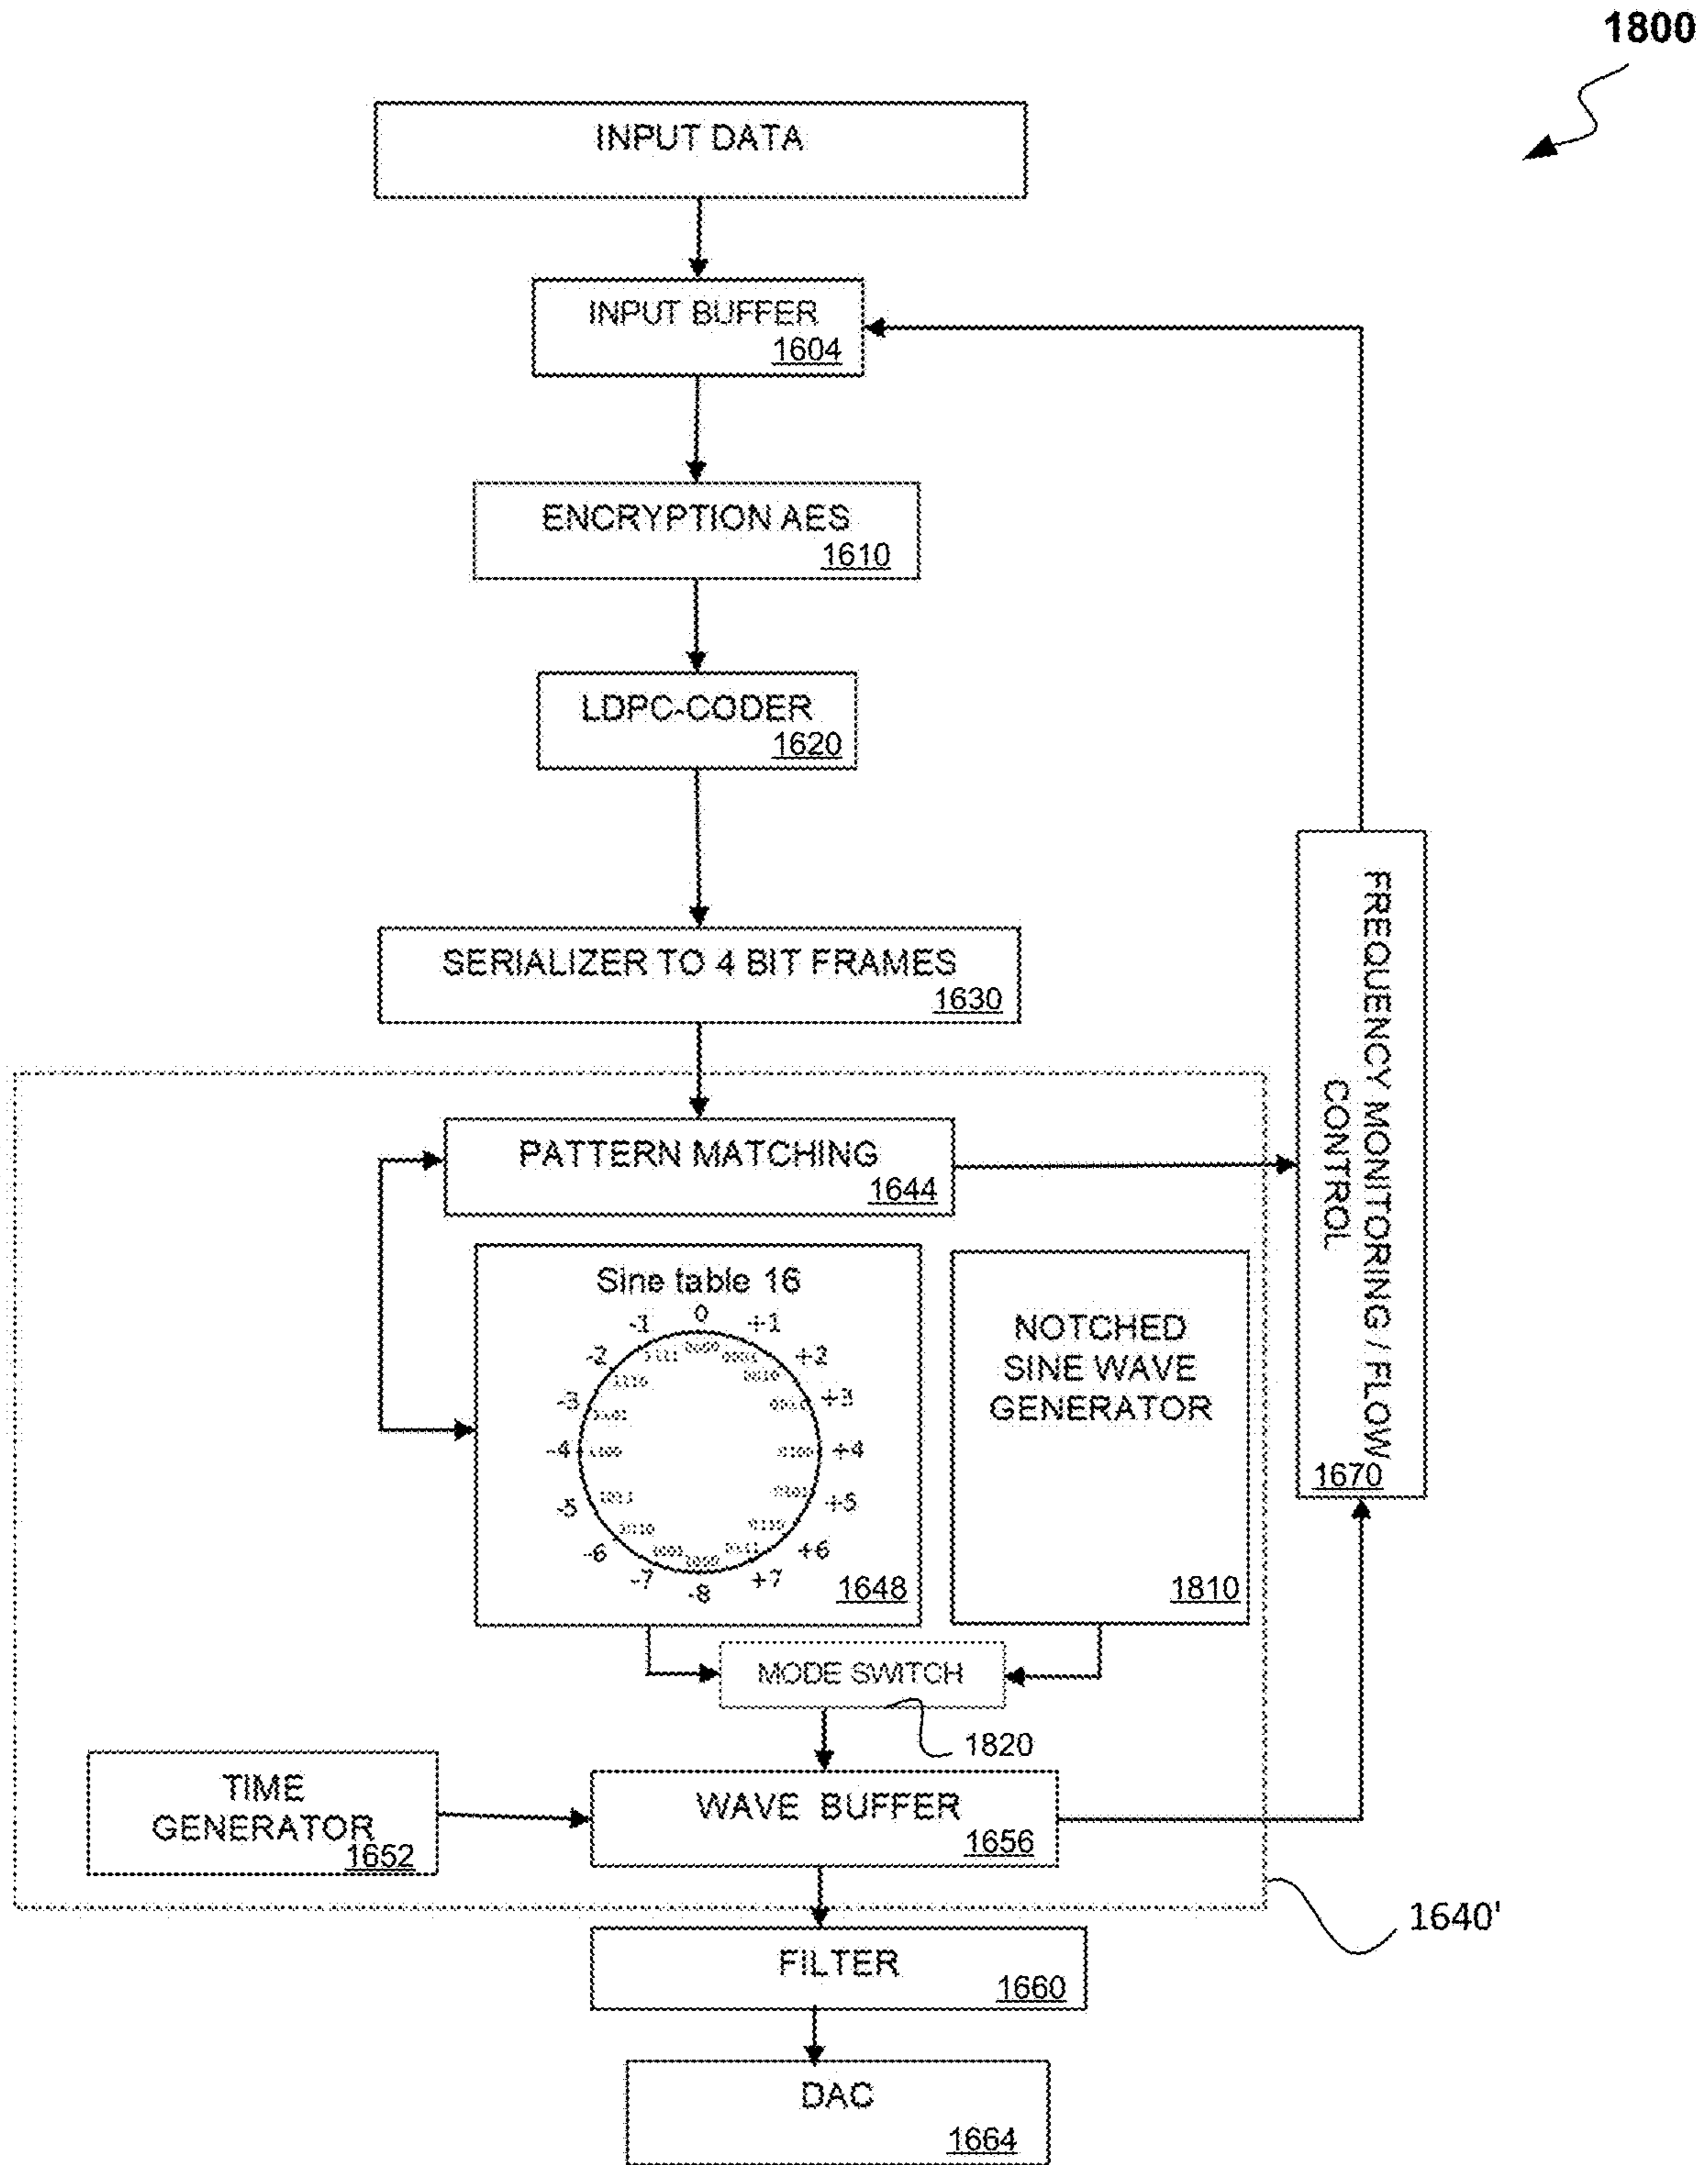 1800
INPUT DATA
INPUT BUFFER
1604
ENCRYPTION AES
1610
LDPC-CODER
1620
SERIALIZER TO 4 BIT FRAMES
1630
PATTERN MATCHING
1644
FREQUENCY MONITORING / FLOW
CONTROL
1670
Sine table 16
0
-1 +1
-2 +2
-3 +3
-4 +4
-5 +5
-6 +6
-7 +7
-8
1648
NOTCHED
SINE WAVE
GENERATOR
1810
MODE SWITCH
1820
TIME
GENERATOR
1652
WAVE BUFFER
1656
1640'
FILTER
1660
DAC
1664